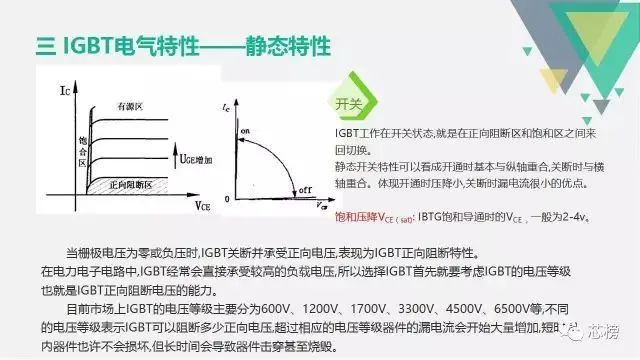 三 IGBT电气特性——静态特性
IC
有源区
饱合区
UGE增加
正向阻断区
VCE
Ic
on
off
0
VCE
开关
IGBT工作在开关状态,就是在正向阻断区和饱和区之间来
回切换。
静态开关特性可以看成开通时基本与纵轴重合,关断时与横
轴重合。体现开通时压降小,关断时漏电流很小的优点。
饱和压降VCE（sat）: IBTG饱和导通时的VCE，一般为2-4v。
当栅极电压为零或负压时,IGBT关断并承受正向电压,表现为IGBT正向阻断特性。
在电力电子电路中,IGBT经常会直接承受较高的负载电压,所以选择IGBT首先就要考虑IGBT的电压等级
也就是IGBT正向阻断电压的能力。
目前市场上IGBT的电压等级主要分为600V、1200V、1700V、3300V、4500V、6500V等,不同
的电压等级表示IGBT可以阻断多少正向电压,超过相应的电压等级器件的漏电流会开始大量增加,短时
内器件也许不会损坏,但长时间会导致器件击穿甚至烧毁。
芯榜